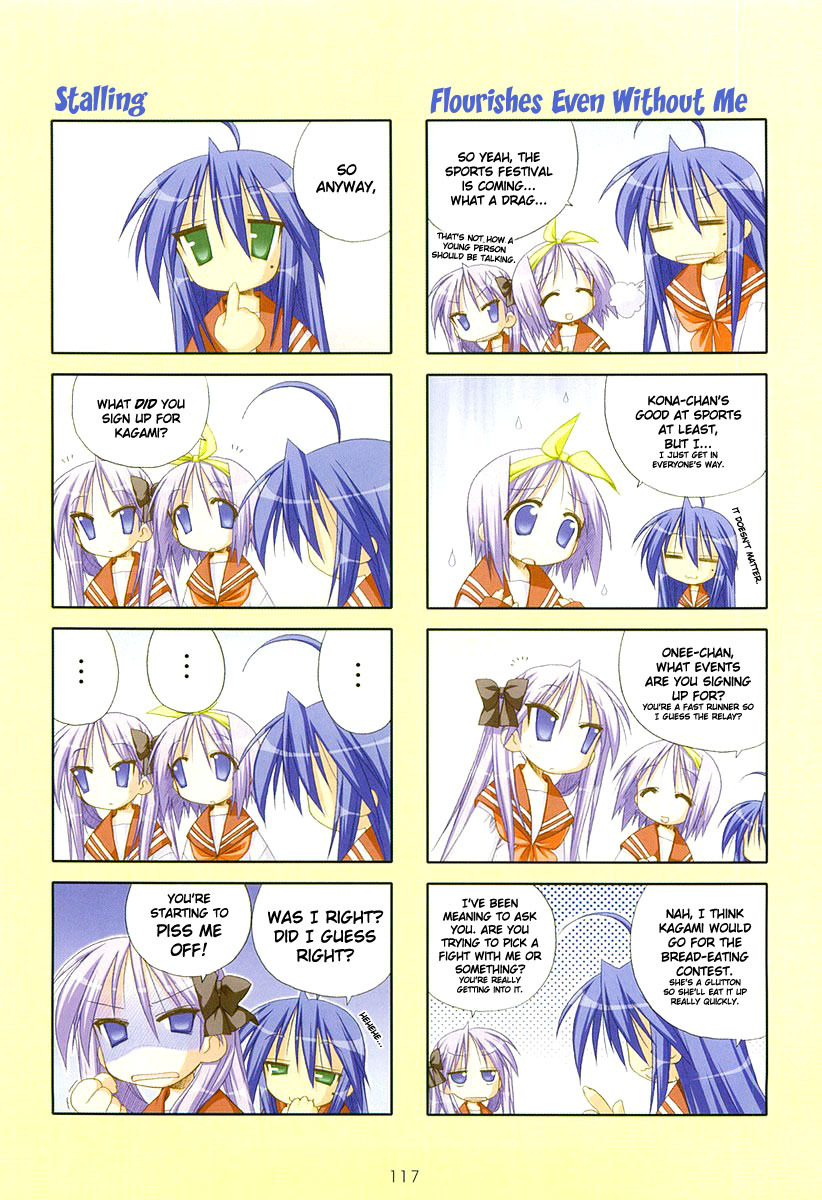 Flourishes Even Without Me
SO YEAH, THE
SPORTS FESTIVAL
IS COMING...
WHAT A DRAG...
THAT'S NOT HOW A
YOUNG PERSON
SHOULD BE TALKING.
KONA-CHAN'S
GOOD AT SPORTS
AT LEAST,
BUT I...
I JUST GET IN
EVERYONE'S WAY.
IT DOESN'T MATTER.
ONEE-CHAN,
WHAT EVENTS
ARE YOU SIGNING
UP FOR?
YOU'RE A FAST RUNNER SO
I GUESS THE RELAY?
NAH, I THINK
KAGAMI WOULD
GO FOR THE
BREAD-EATING
CONTEST.
SHE'S A GLUTTON
SO SHE'LL EAT IT UP
REALLY QUICKLY.
I'VE BEEN
MEANING TO ASK
YOU. ARE YOU
TRYING TO PICK
A FIGHT WITH ME OR
SOMETHING?
YOU'RE REALLY
GETTING INTO IT.
Stalling
SO
ANYWAY,
WHAT DID YOU
SIGN UP FOR
KAGAMI?
...
...
...
WAS I RIGHT?
DID I GUESS
RIGHT?
HEHEHE...
YOU'RE
STARTING TO
PISS ME
OFF!
117